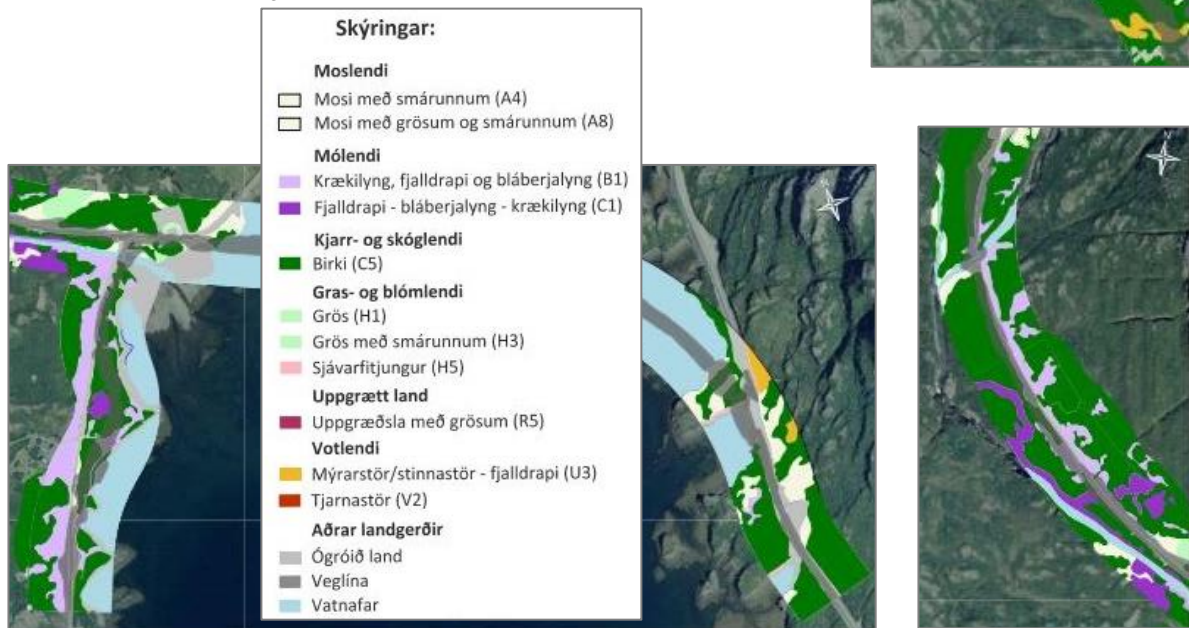 Skýringar:
Moslendi
Mosi með smárunnum (A4)
Mosi með grösum og smárunnum (A8)
Mólendi
Krækilyng, fjalldrapi og bláberjalyng (B1)
Fjalldrapi - bláberjalyng - krækilyng (C1)
Kjarr- og skóglendi
Birki (C5)
Gras- og blómlendi
Grös (H1)
Grös með smárunnum (H3)
Sjávarfitjungur (H5)
Uppgrætt land
Uppgræðsla með grösum (R5)
Votlendi
Mýrarstör/stinnastör - fjalldrapi (U3)
Tjarnastör (V2)
Aðrar landgerðir
Ógróið land
Veglína
Vatnafar